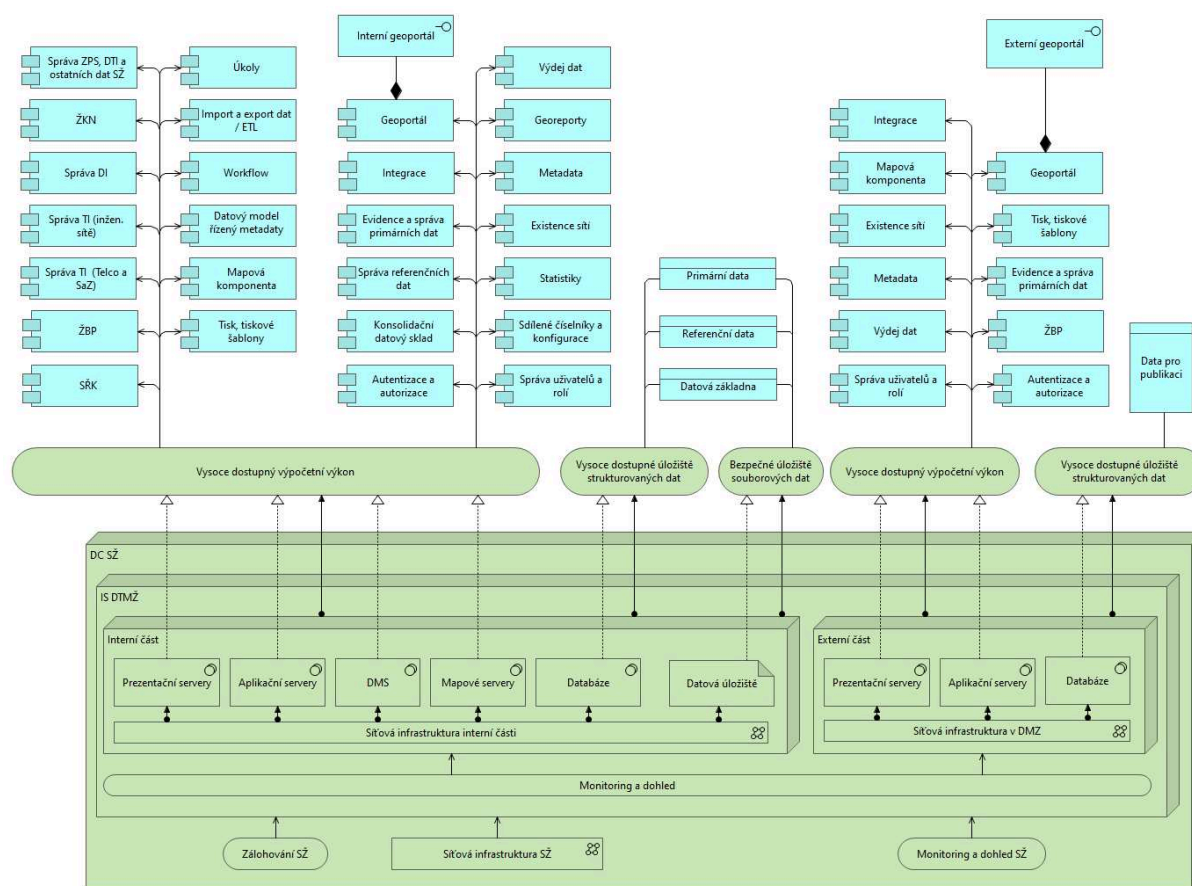 Interní geoportál
Externí geoportál
Správa ZPS, DTI a
ostatních dat SŽ
Úkoly
Výdej dat
ŽKN
Import a export dat
/ ETL
Geoportál
Georeporty
Integrace
Správa DI
Workflow
Integrace
Metadata
Mapová
komponenta
Geoportál
Správa TI (inžen.
sítě)
Datový model
řízený metadaty
Evidence a správa
primárních dat
Existence sítí
Existence sítí
Tisk, tiskové
šablony
Správa TI (Telco a
SaZ)
Mapová
komponenta
Správa referenčních
dat
Statistiky
Primární data
Metadata
Evidence a správa
primárních dat
ŽBP
Tisk, tiskové
šablony
Konsolidační
datový sklad
Sdílené číselníky a
konfigurace
Referenční data
Výdej dat
ŽBP
Data pro
publikaci
SŘK
Autentizace a
autorizace
Správa uživatelů a
rolí
Datová základna
Správa uživatelů a
rolí
Autentizace a
autorizace
Vysoce dostupný výpočetní výkon
Vysoce dostupné úložiště
strukturovaných dat
Bezpečné úložiště
souborových dat
Vysoce dostupný výpočetní výkon
Vysoce dostupné úložiště
strukturovaných dat
DC SŽ
IS DTMŽ
Interní část
Externí část
Prezentační servery
Aplikační servery
DMS
Mapové servery
Databáze
Datová úložiště
Prezentační servery
Aplikační servery
Databáze
Síťová infrastruktura interní části
Síťová infrastruktura v DMZ
Monitoring a dohled
Zálohování SŽ
Síťová infrastruktura SŽ
Monitoring a dohled SŽ